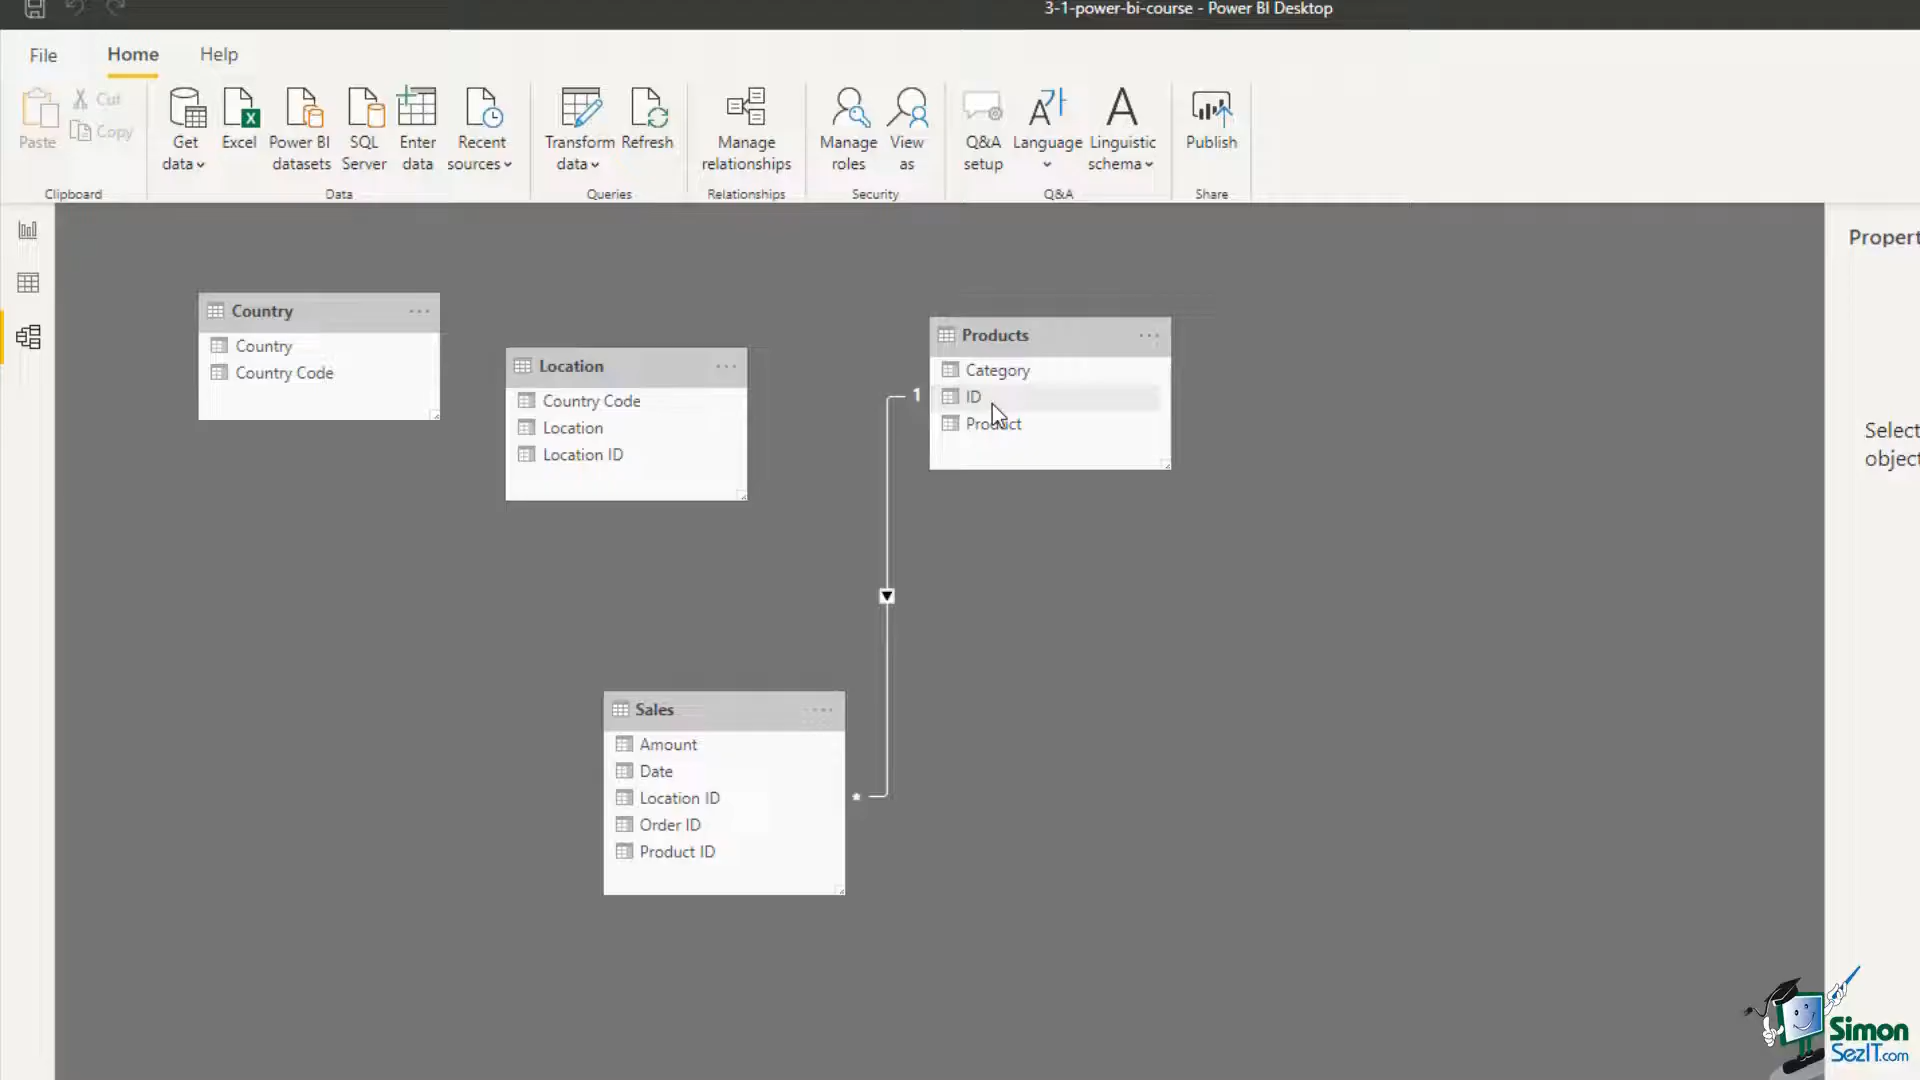 3-1-power-bi-course - Power BI Desktop
File Home Help
Paste
Cut
Copy
Get data
Excel
Power BI datasets
SQL Server
Enter data
Recent sources
Transform data
Refresh
Manage relationships
Manage roles
View as
Q&A setup
Language
Linguistic schema
Publish
Clipboard
Data
Queries
Relationships
Security
Q&A
Share
Propert
Select
object
Country
Country
Country Code
Location
Country Code
Location
Location ID
Products
Category
1
ID
Product
Sales
Amount
Date
Location ID
*
Order ID
Product ID
Simon
SezIT.com